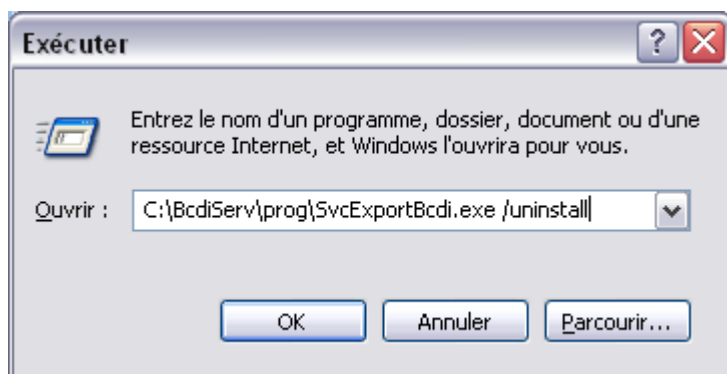 Exécuter
Entrez le nom d'un programme, dossier, document ou d'une
ressource Internet, et Windows l'ouvrira pour vous.
Ouvrir : C:\BcdiServ\prog\SvcExportBcdi.exe /uninstall
OK Annuler Parcourir...